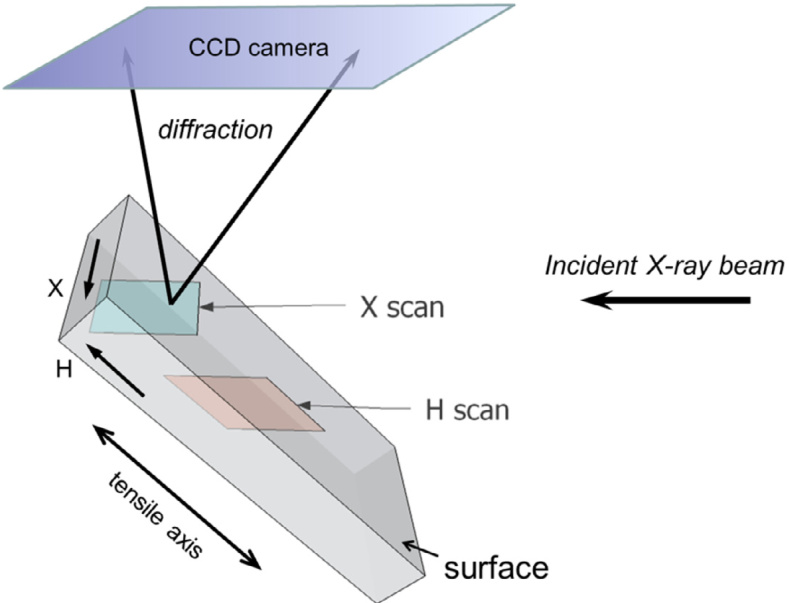 CCD camera
diffraction
Incident X-ray beam
X
X scan
H
H scan
tensile axis
surface